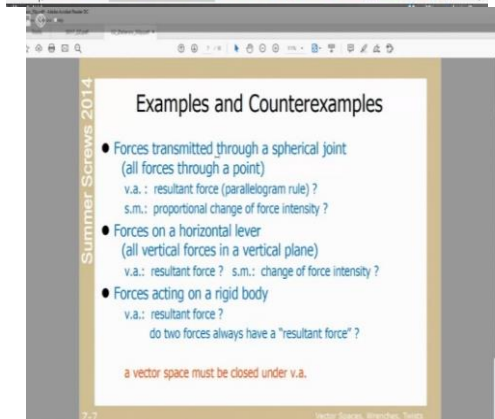 Examples and Counterexamples
Summer Screws 2014
● Forces transmitted through a spherical joint
(all forces through a point)
v.a. : resultant force (parallelogram rule) ?
s.m.: proportional change of force intensity ?
● Forces on a horizontal lever
(all vertical forces in a vertical plane)
v.a.: resultant force ? s.m.: change of force intensity ?
● Forces acting on a rigid body
v.a.: resultant force ?
do two forces always have a "resultant force" ?
a vector space must be closed under v.a.
7-7
Vector Spaces, Wrenches, Twists